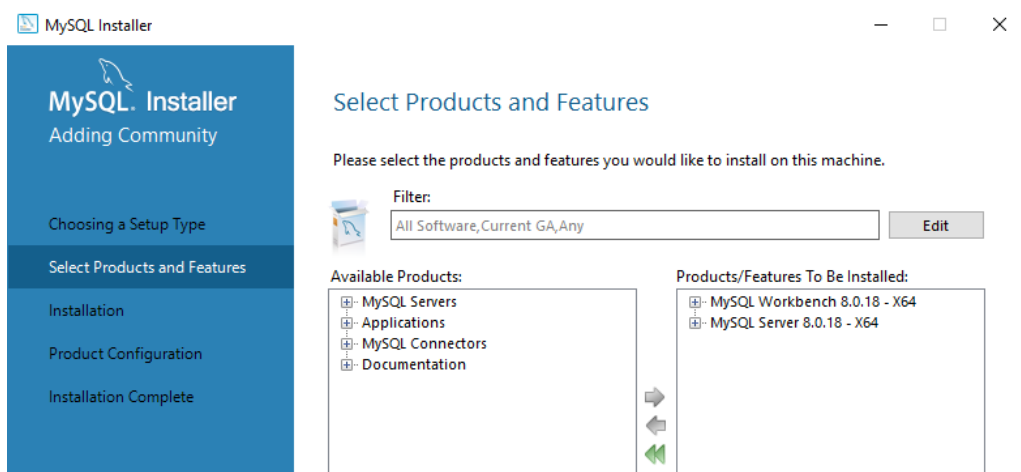 MySQL Installer
MySQL. Installer
Adding Community
Choosing a Setup Type
Select Products and Features
Installation
Product Configuration
Installation Complete
Select Products and Features
Please select the products and features you would like to install on this machine.
Filter:
All Software,Current GA,Any
Edit
Available Products:
MySQL Servers
Applications
MySQL Connectors
Documentation
Products/Features To Be Installed:
MySQL Workbench 8.0.18 - X64
MySQL Server 8.0.18 - X64